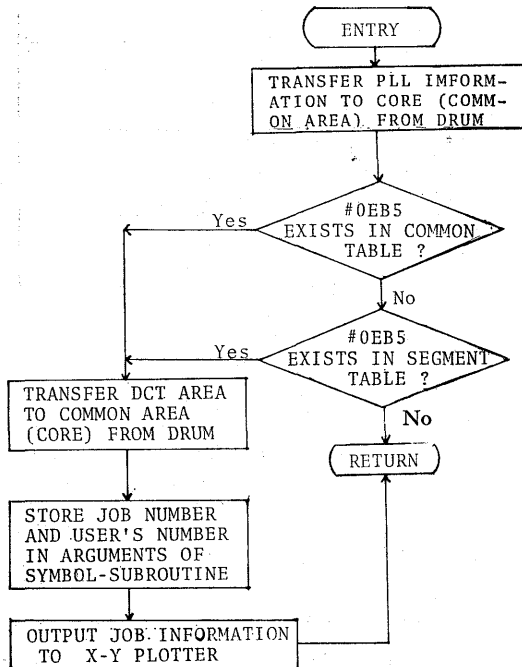 ENTRY
TRANSFER PLL IMFORM-
ATION TO CORE (COMM-
ON AREA) FROM DRUM
#0EB5
EXISTS IN COMMON
TABLE ?
Yes
No
#0EB5
EXISTS IN SEGMENT
TABLE ?
Yes
No
RETURN
TRANSFER DCT AREA
TO COMMON AREA
(CORE) FROM DRUM
STORE JOB NUMBER
AND USER'S NUMBER
IN ARGUMENTS OF
SYMBOL-SUBROUTINE
OUTPUT JOB INFORMATION
TO X-Y PLOTTER